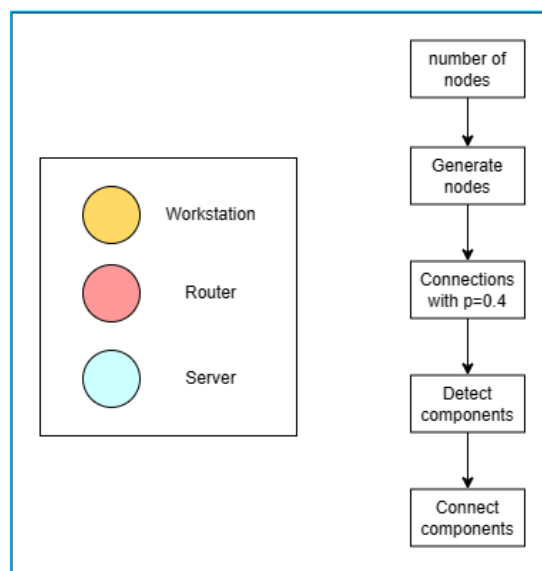 number of
nodes
Generate
nodes
Workstation
Router
Connections
with p=0.4
Server
Detect
components
Connect
components